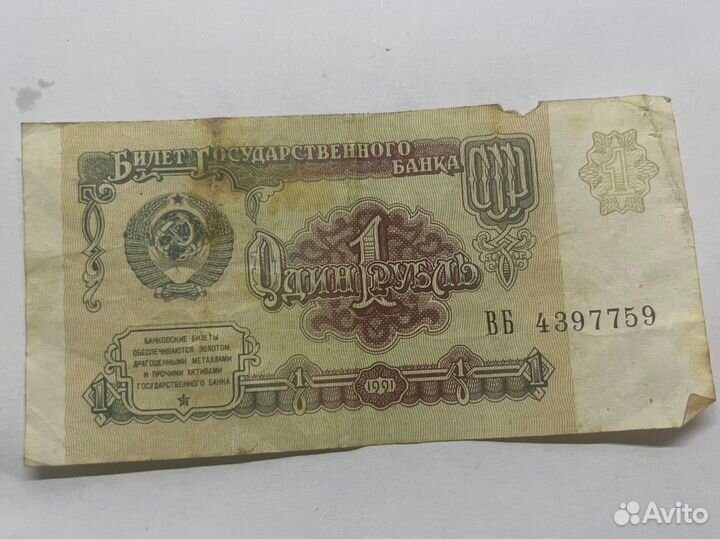 БИЛЕТ ГОСУДАРСТВЕННОГО
БАНКА
СССР
1
ОДИН 1 РУБЛЬ
ВБ 4397759
БАНКОВСКИЕ БИЛЕТЫ
ОБЕСПЕЧИВАЮТСЯ ЗОЛОТОМ,
ДРАГОЦЕННЫМИ МЕТАЛЛАМИ
И ПРОЧИМИ АКТИВАМИ
ГОСУДАРСТВЕННОГО БАНКА
1 1 1991 1 1
Avito